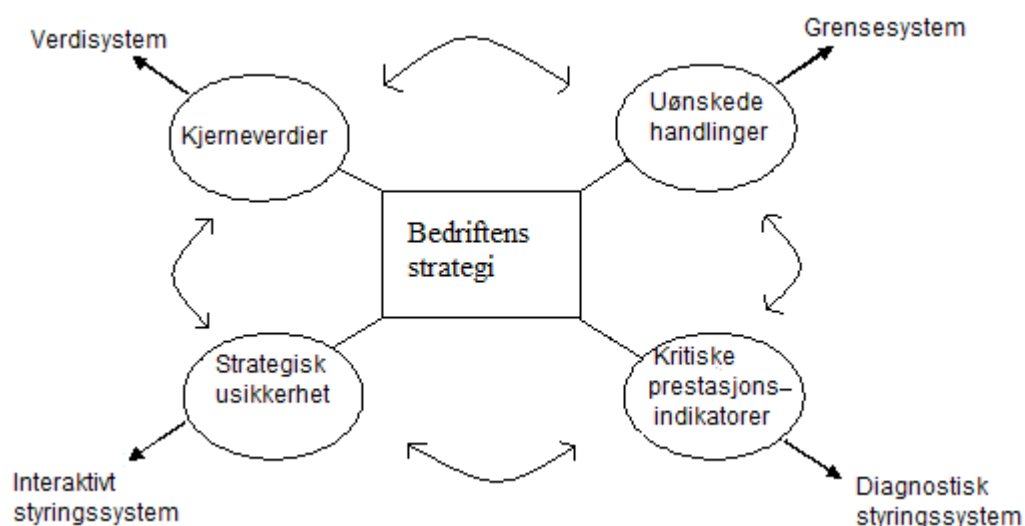 Verdisystem
Grensesystem
Kjerneverdier
Uønskede
handlinger
Bedriftens
strategi
Strategisk
usikkerhet
Kritiske
prestasjons–
indikatorer
Interaktivt
styringssystem
Diagnostisk
styringssystem